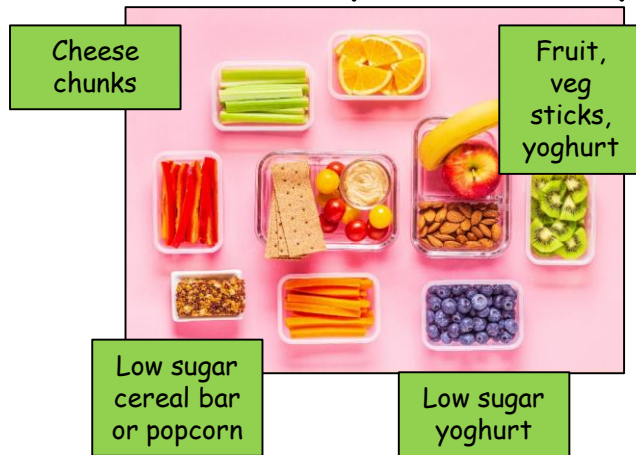 Cheese
chunks
Fruit,
veg
sticks,
yoghurt
Low sugar
cereal bar
or popcorn
Low sugar
yoghurt